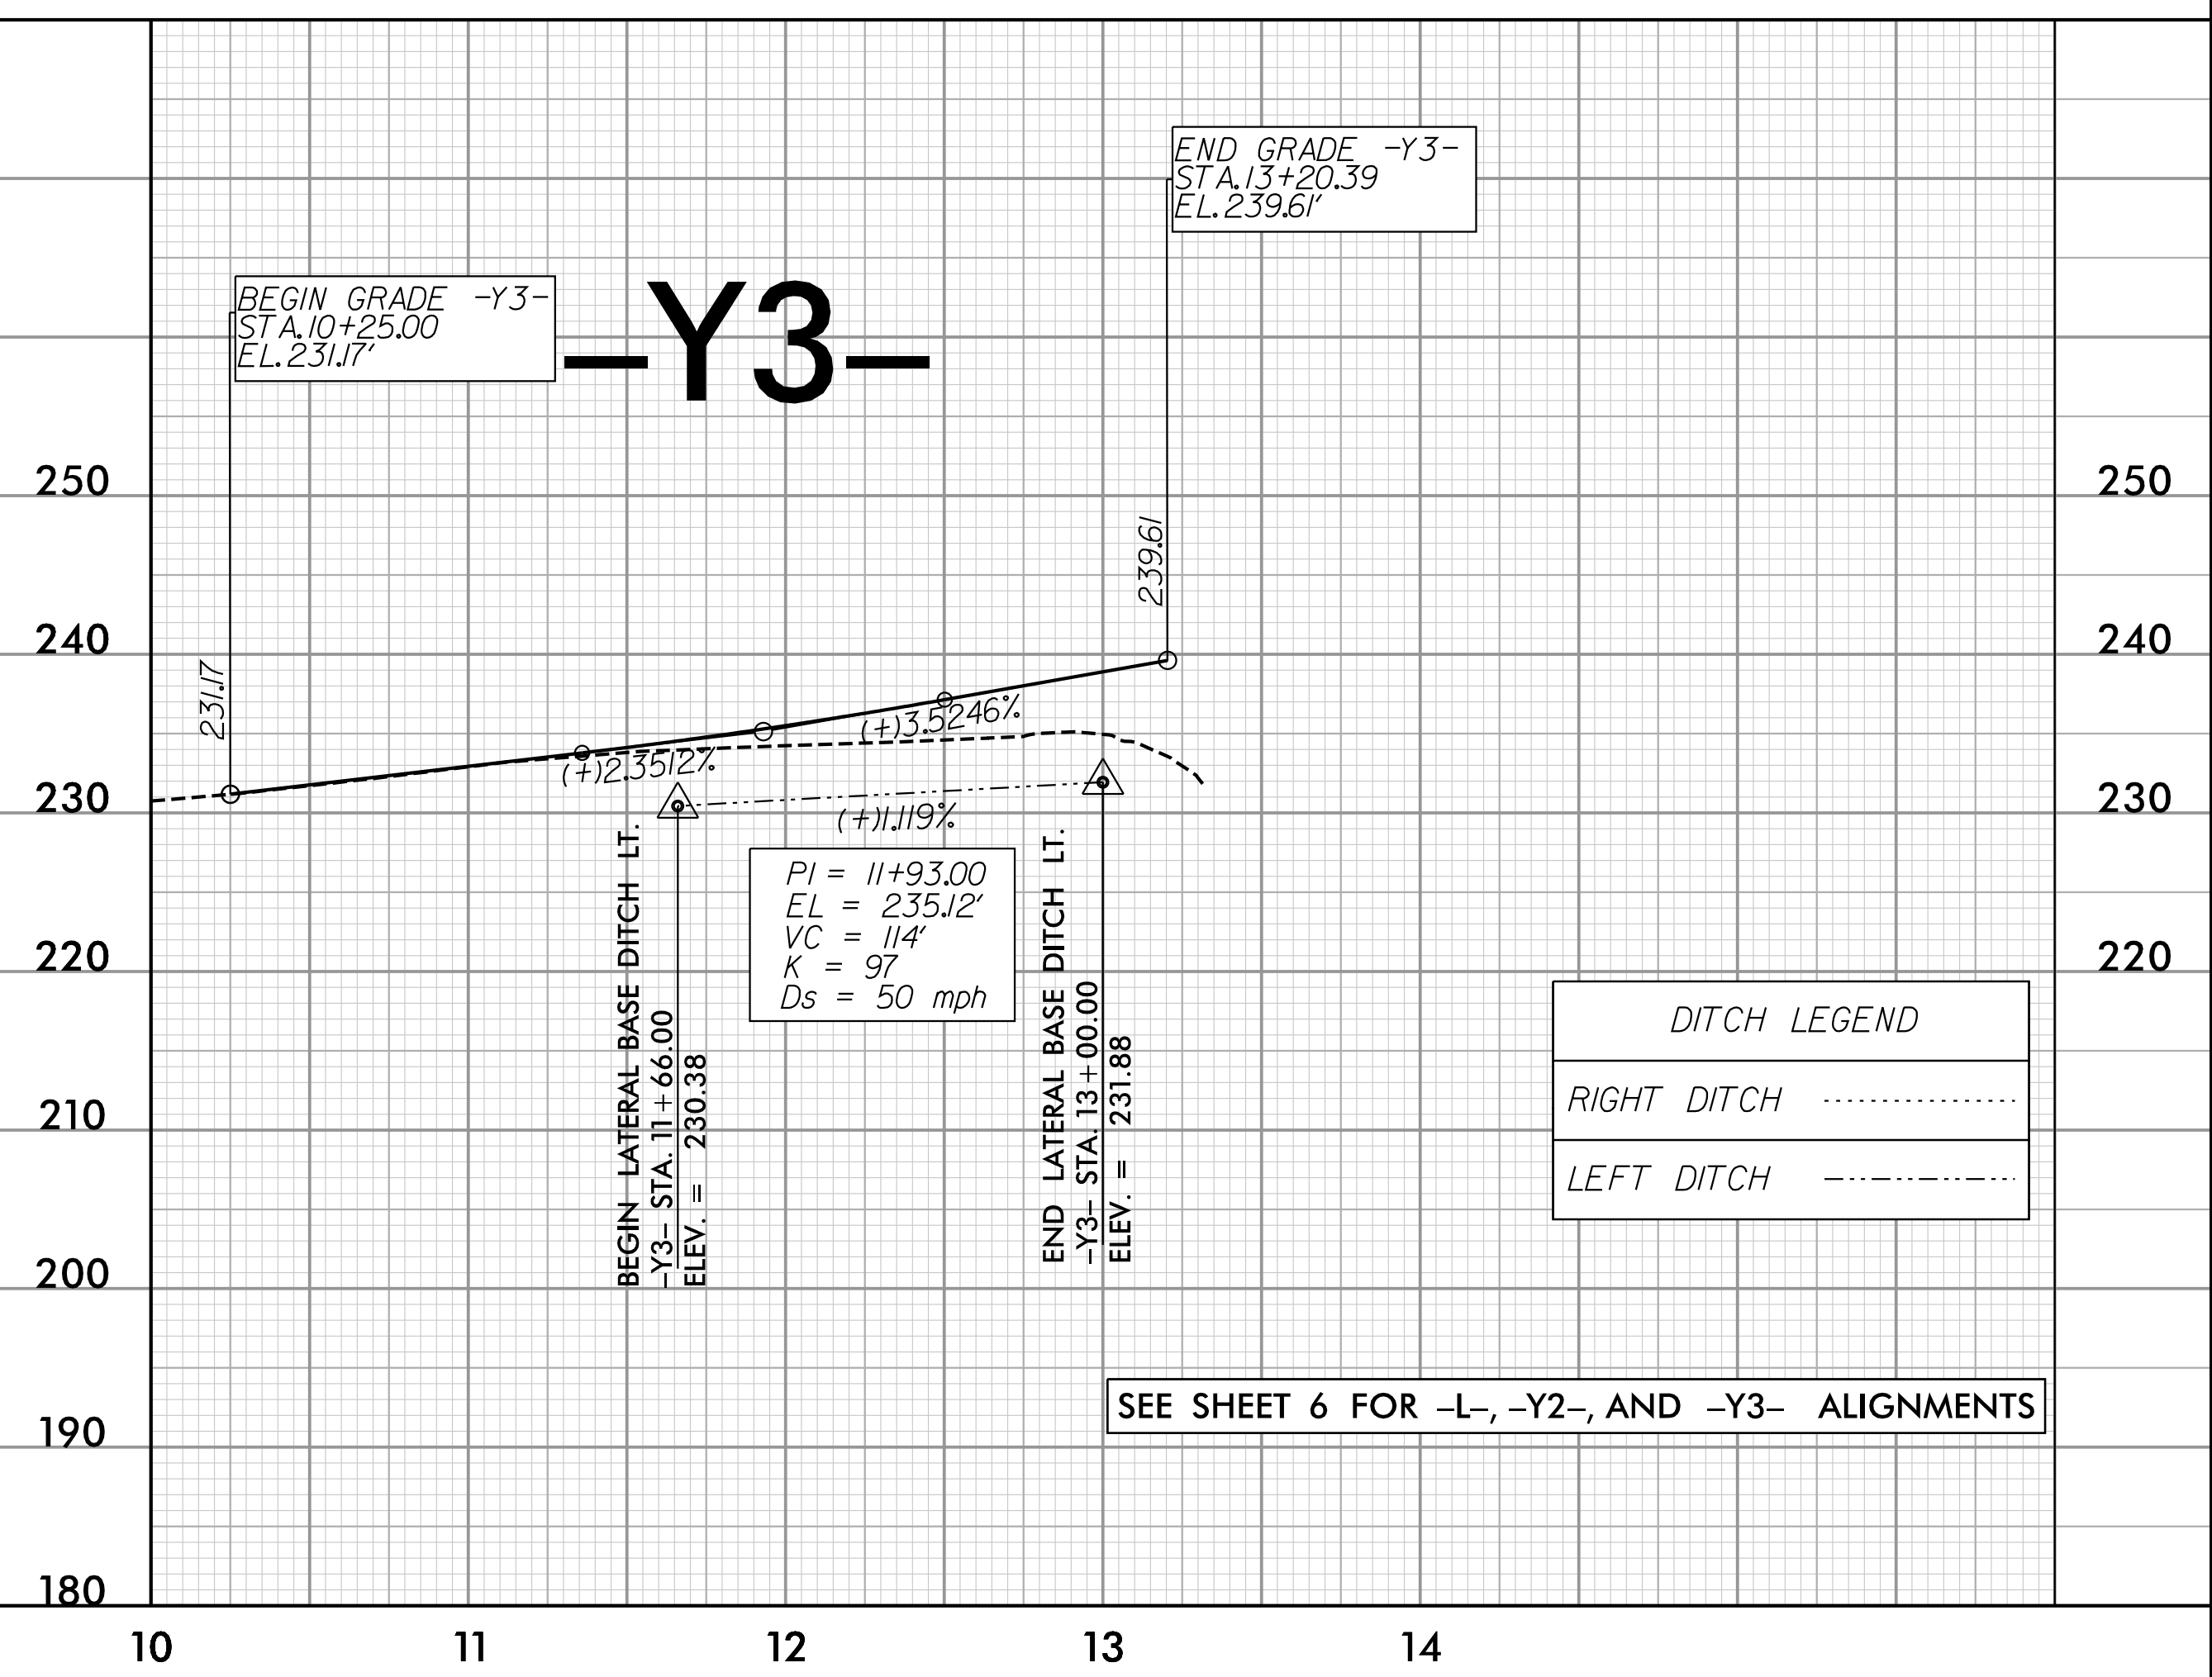 END GRADE -Y3-
STA.13+20.39
EL.239.61'
BEGIN GRADE -Y3-
STA.10+25.00
EL.231.17'
-Y3-
250
250
239.61
240
240
231.17
(+)3.5246%
(+)2.3512%
230
230
(+)1.119%
PI = 11+93.00
EL = 235.12'
VC = 114'
K = 97
Ds = 50 mph
BEGIN LATERAL BASE DITCH LT.
-Y3- STA. 11+66.00
ELEV. = 230.38
END LATERAL BASE DITCH LT.
-Y3- STA. 13+00.00
ELEV. = 231.88
220
220
DITCH LEGEND
RIGHT DITCH
LEFT DITCH
210
200
SEE SHEET 6 FOR -L-, -Y2-, AND -Y3- ALIGNMENTS
190
180
10 11 12 13 14